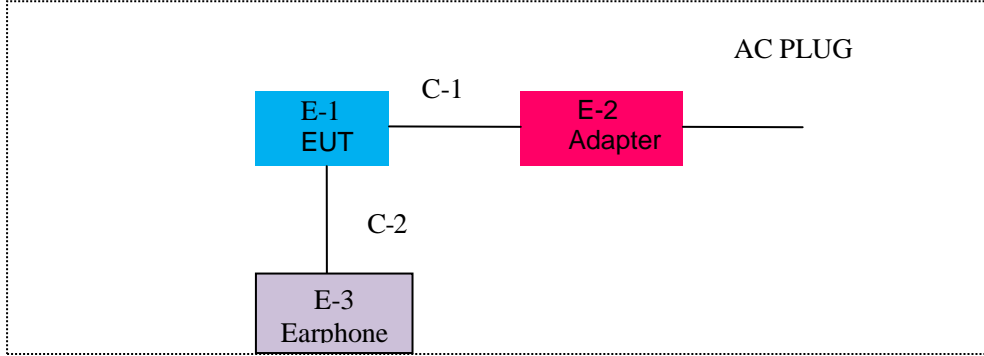 AC PLUG
C-1
E-1
EUT
E-2
Adapter
C-2
E-3
Earphone